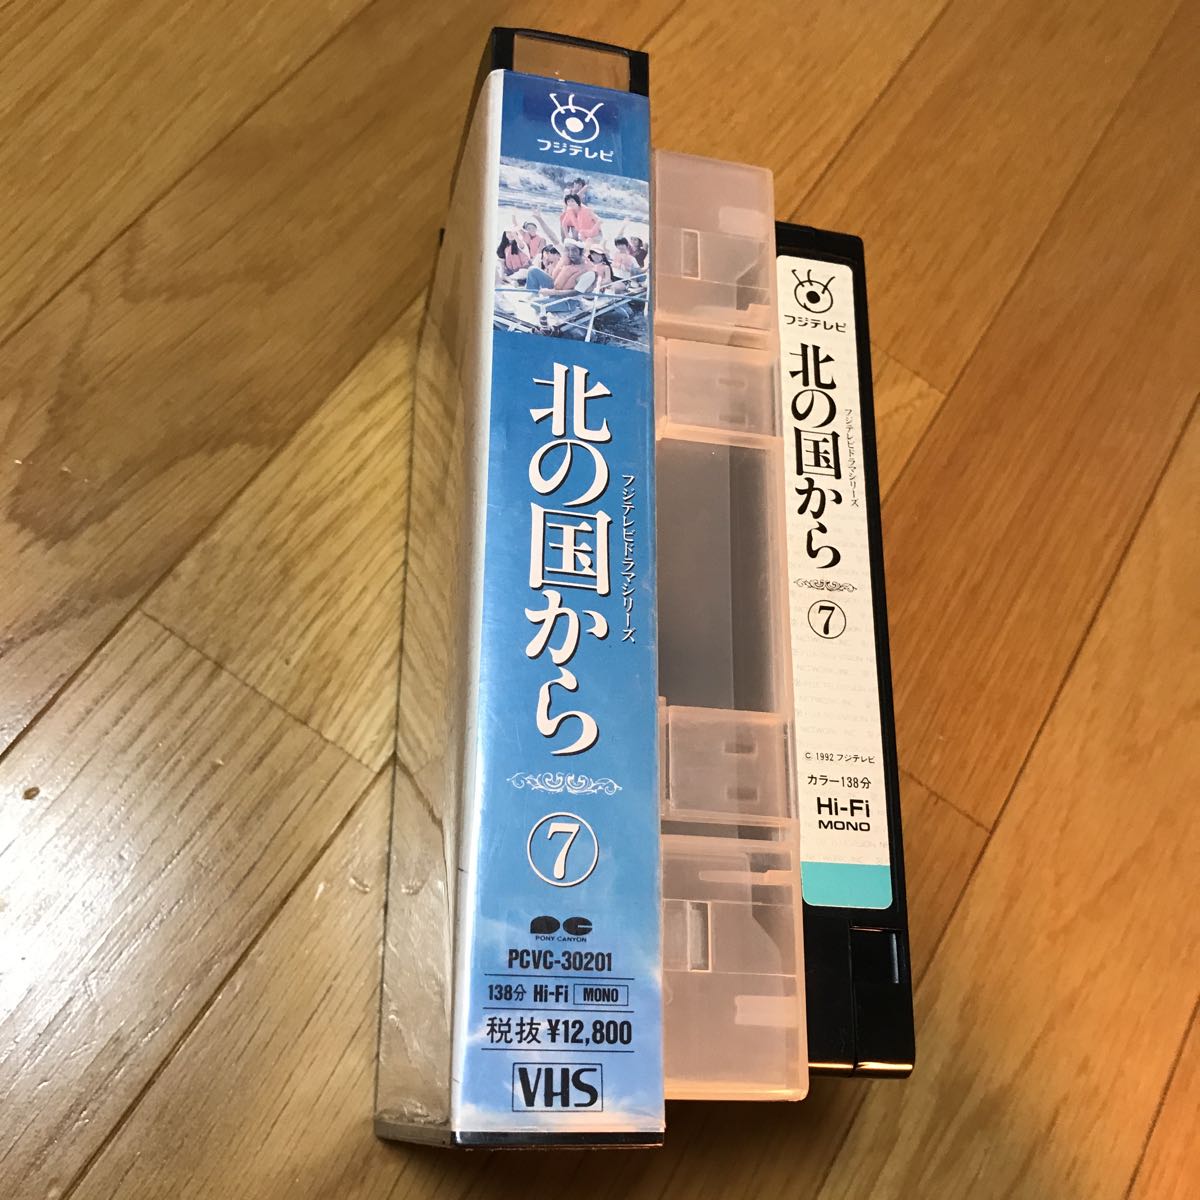 フジテレビ
北の国から
フジテレビドラマシリーズ
7
PONY CANYON
PCVC-30201
138分 Hi-Fi MONO
税抜¥12,800
VHS
フジテレビ
北の国から
フジテレビドラマシリーズ
7
© 1992 フジテレビ
カラー138分
Hi-Fi
MONO